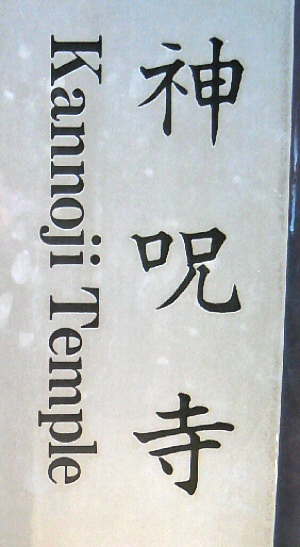 神呪寺
Kannoji Temple